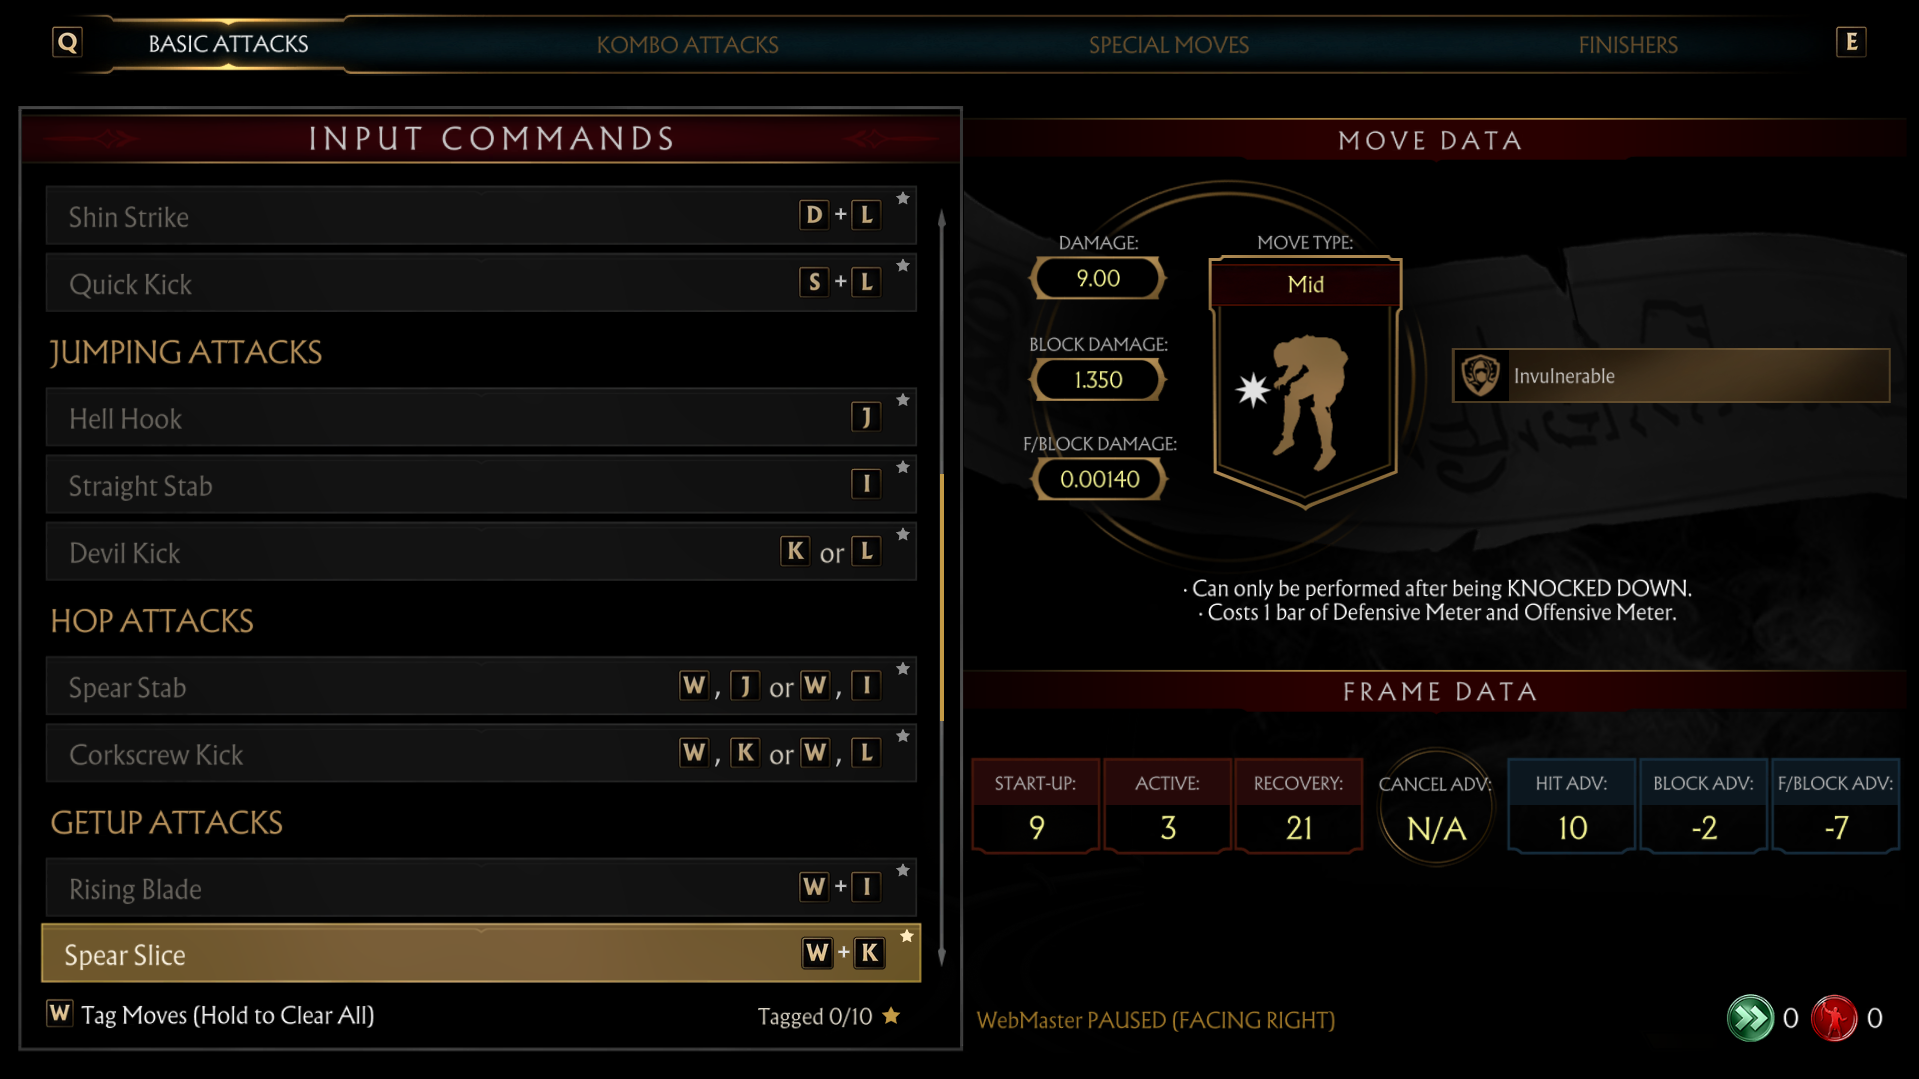 Q BASIC ATTACKS KOMBO ATTACKS SPECIAL MOVES FINISHERS E
INPUT COMMANDS
Shin Strike D + L
Quick Kick S + L
JUMPING ATTACKS
Hell Hook J
Straight Stab I
Devil Kick K or L
HOP ATTACKS
Spear Stab W , J or W , I
Corkscrew Kick W , K or W , L
GETUP ATTACKS
Rising Blade W + I
Spear Slice W + K
W Tag Moves (Hold to Clear All) Tagged 0/10
MOVE DATA
DAMAGE:
9.00
BLOCK DAMAGE:
1.350
F/BLOCK DAMAGE:
0.00140
MOVE TYPE:
Mid
Invulnerable
· Can only be performed after being KNOCKED DOWN.
· Costs 1 bar of Defensive Meter and Offensive Meter.
FRAME DATA
START-UP: ACTIVE: RECOVERY: CANCEL ADV: HIT ADV: BLOCK ADV: F/BLOCK ADV:
9 3 21 N/A 10 -2 -7
WebMaster PAUSED (FACING RIGHT) 0 0